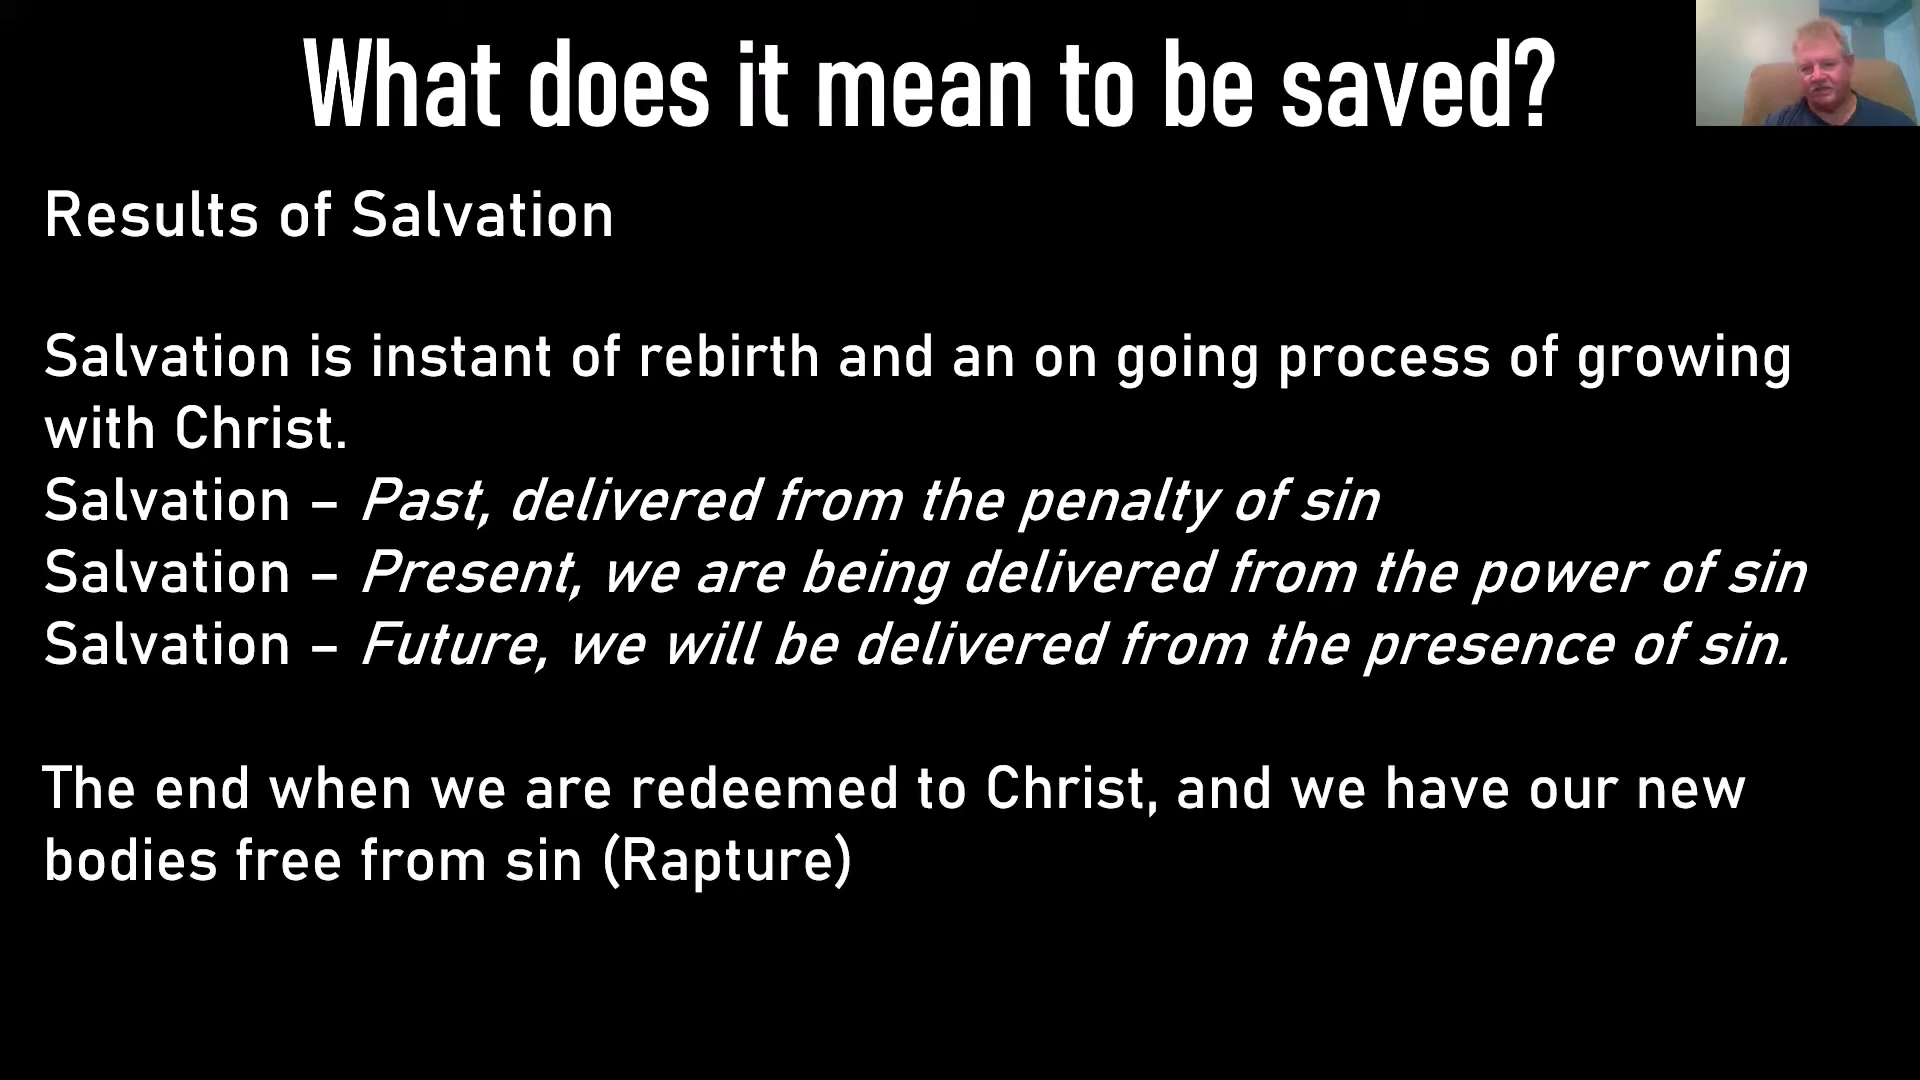 What does it mean to be saved?
Results of Salvation
Salvation is instant of rebirth and an on going process of growing
with Christ.
Salvation – Past, delivered from the penalty of sin
Salvation – Present, we are being delivered from the power of sin
Salvation – Future, we will be delivered from the presence of sin.
The end when we are redeemed to Christ, and we have our new
bodies free from sin (Rapture)